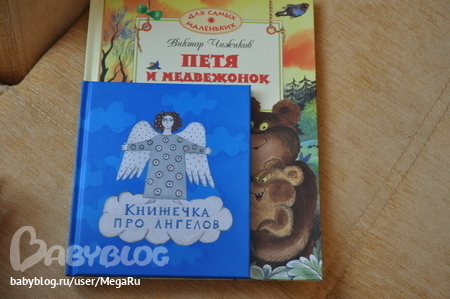 ДЛЯ САМЫХ
МАЛЕНЬКИХ
Виктор Чижиков
ПЕТЯ
И МЕДВЕЖОНОК
КНИЖЕЧКА
ПРО АНГЕЛОВ
BABYBLOG
babyblog.ru/user/MegaRu